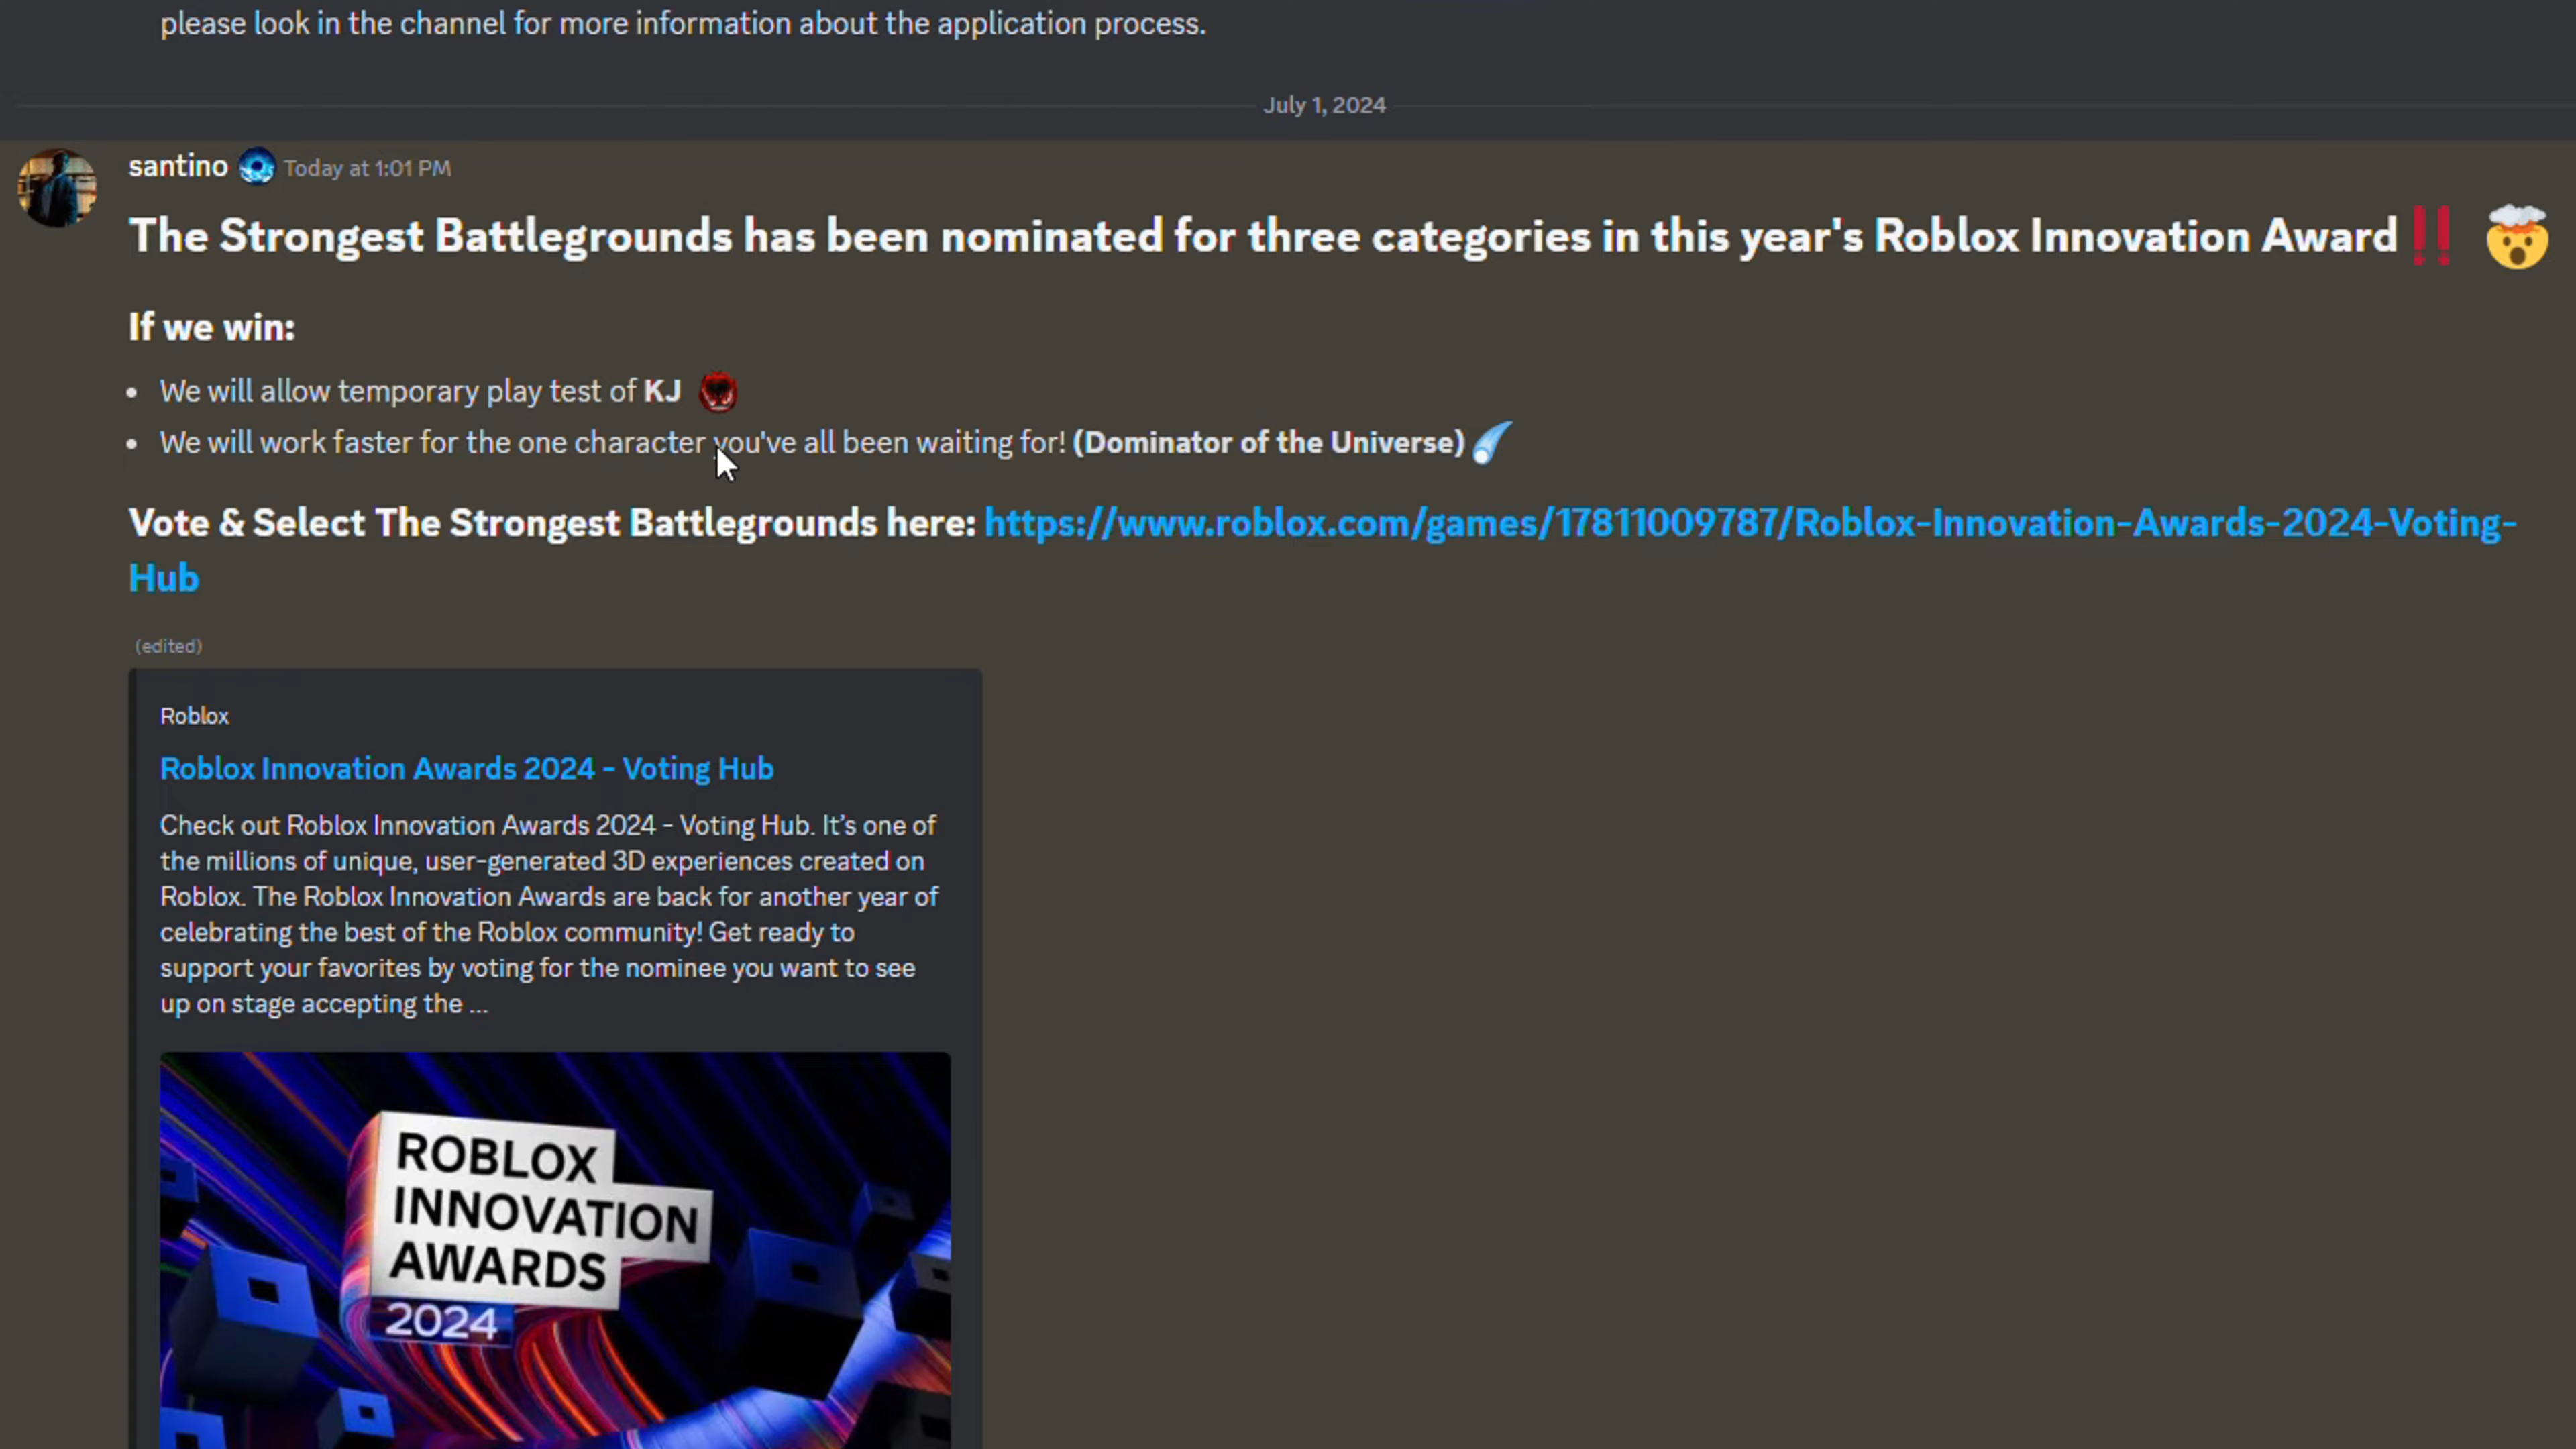 please look in the channel for more information about the application process.
July 1, 2024
santino Today at 1:01 PM
The Strongest Battlegrounds has been nominated for three categories in this year's Roblox Innovation Award‼️ 🤯
If we win:
• We will allow temporary play test of KJ
• We will work faster for the one character you've all been waiting for! (Dominator of the Universe)
Vote & Select The Strongest Battlegrounds here: https://www.roblox.com/games/17811009787/Roblox-Innovation-Awards-2024-Voting-
Hub
(edited)
Roblox
Roblox Innovation Awards 2024 - Voting Hub
Check out Roblox Innovation Awards 2024 - Voting Hub. It’s one of
the millions of unique, user-generated 3D experiences created on
Roblox. The Roblox Innovation Awards are back for another year of
celebrating the best of the Roblox community! Get ready to
support your favorites by voting for the nominee you want to see
up on stage accepting the ...
ROBLOX
INNOVATION
AWARDS
2024